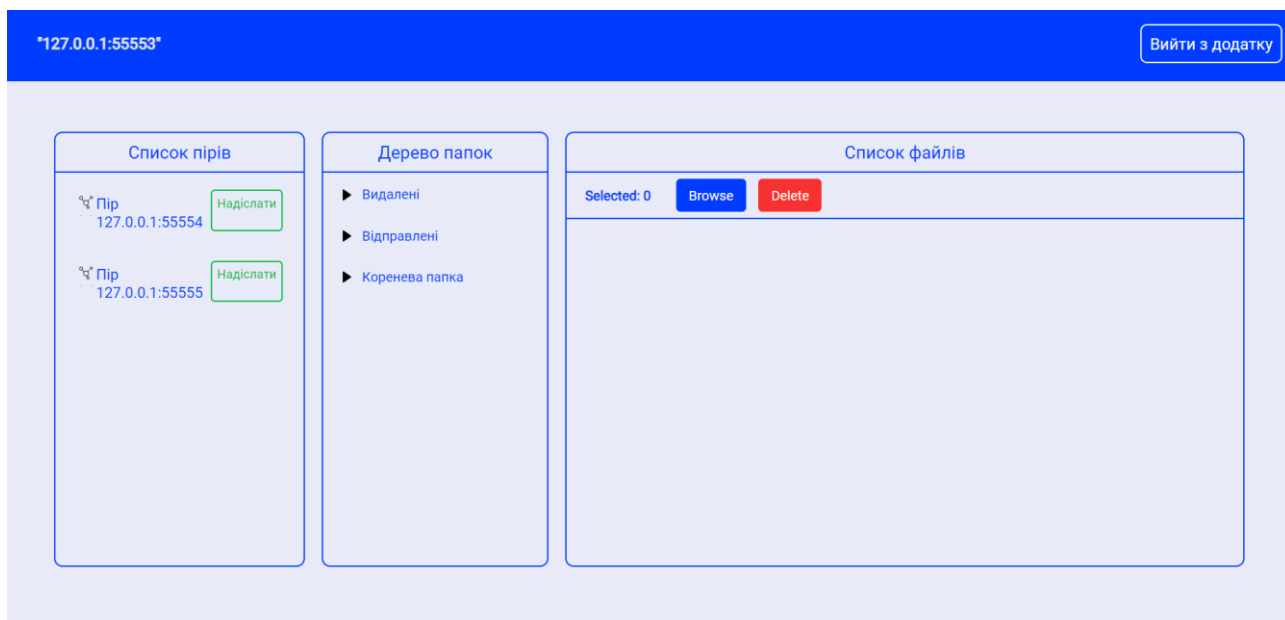 "127.0.0.1:55553"
Вийти з додатку
Список пірів
Пір
127.0.0.1:55554
Надіслати
Пір
127.0.0.1:55555
Надіслати
Дерево папок
Видалені
Відправлені
Коренева папка
Список файлів
Selected: 0 Browse Delete